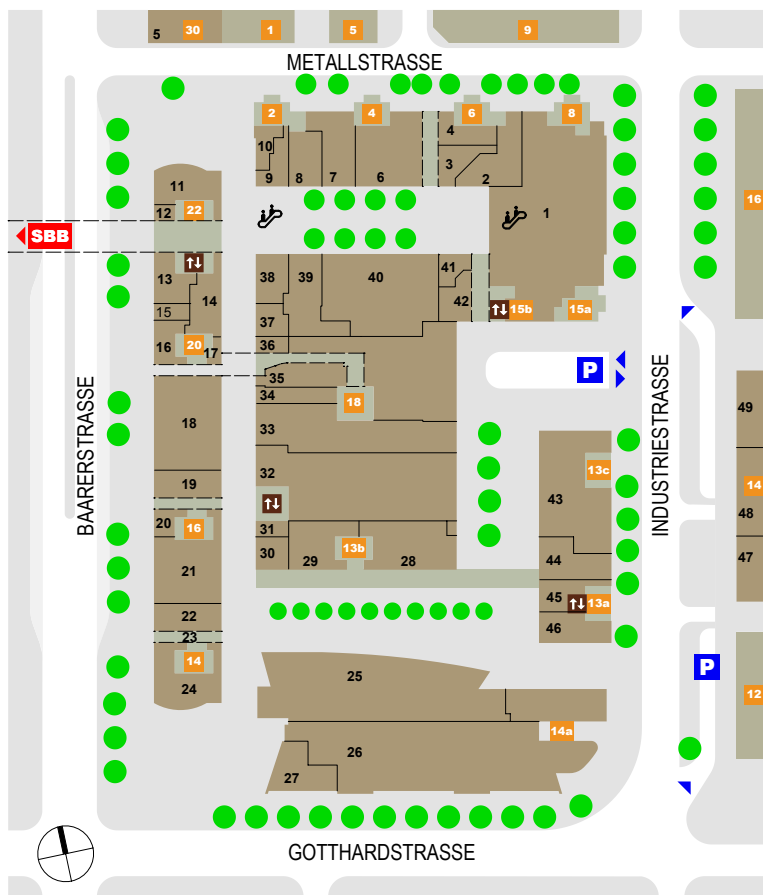 5 30 1 5 9
METALLSTRASSE
2 4 6 8
10 4
9 8 7 6 3 2
11
12 22 1 16
SBB
13 14 38 39 40 41
42
15 37 15b 15a
16 20 17 36
35 P
18 34
BAARERSTRASSE
INDUSTRIESTRASSE
18 33 49
32 13c
19 43 14
20 16 31 48
30 29 13b 28 44 47
21
45 13a
22 46
23
14 25 P
24 12
14a
26
27
GOTTHARDSTRASSE